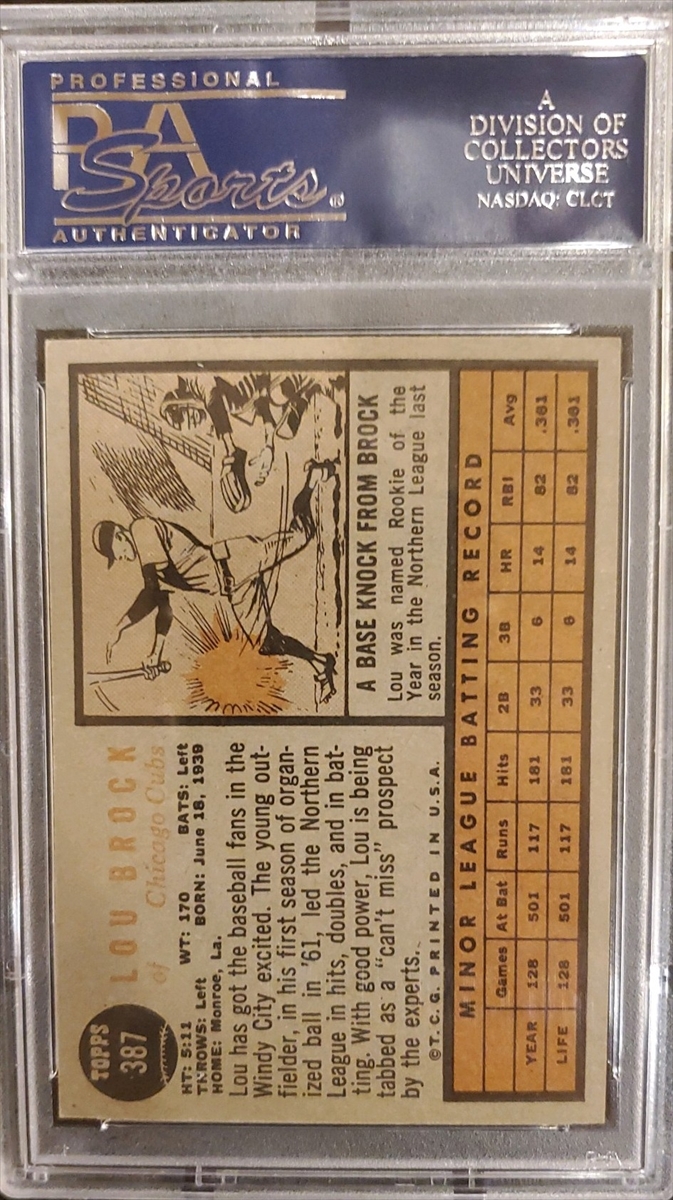 PROFESSIONAL
PSA
Sports®
AUTHENTICATOR
A
DIVISION OF
COLLECTORS
UNIVERSE
NASDAQ: CLCT
TOPPS
387
LOU BROCK
of Chicago Cubs
HT: 5:11 WT: 170 BATS: Left
THROWS: Left BORN: June 18, 1939
HOME: Monroe, La.
Lou has got the baseball fans in the
Windy City excited. The young out-
fielder, in his first season of organ-
ized ball in '61, led the Northern
League in hits, doubles, and in bat-
ting. With good power, Lou is being
tabbed as a "can't miss" prospect
by the experts.
©T.C.G. PRINTED IN U.S.A.
A BASE KNOCK FROM BROCK
Lou was named Rookie of the
Year in the Northern League last
season.
MINOR LEAGUE BATTING RECORD
Games At Bat Runs Hits 2B 3B HR RBI Avg
YEAR 128 501 117 181 33 6 14 82 .361
LIFE 128 501 117 181 33 6 14 82 .361